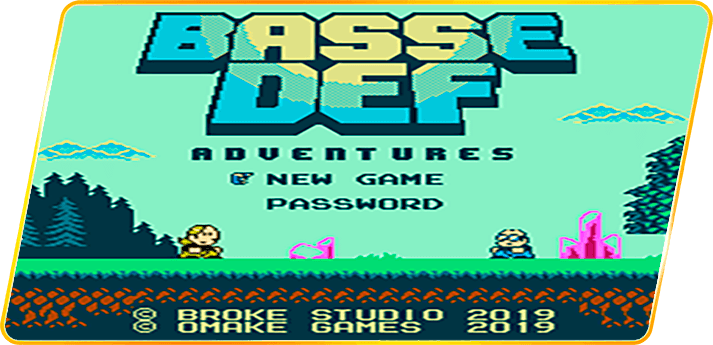 BASSE
DEF
ADVENTURES
NEW GAME
PASSWORD
© BROKE STUDIO 2019
© OMAKE GAMES 2019